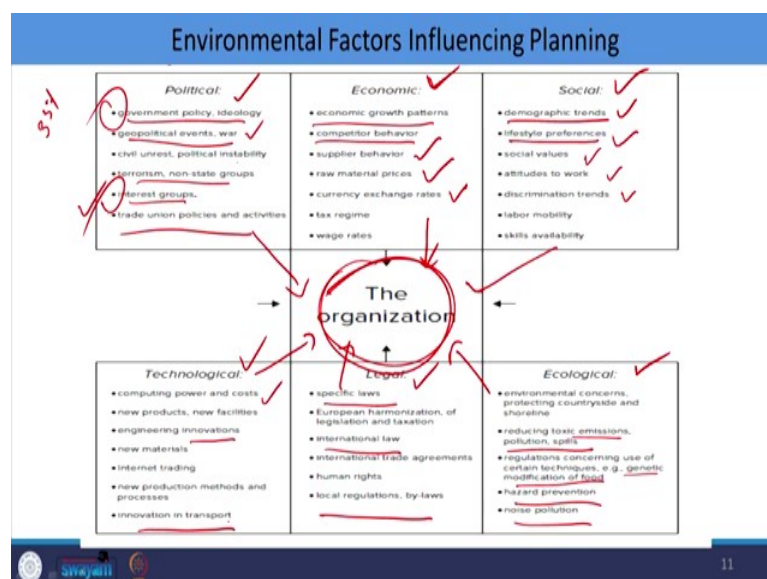 Environmental Factors Influencing Planning
Political:
• government policy, ideology
• geopolitical events, war
• civil unrest, political instability
• terrorism, non-state groups
• interest groups,
• trade union policies and activities
Economic:
• economic growth patterns
• competitor behavior
• supplier behavior
• raw material prices
• currency exchange rates
• tax regime
• wage rates
Social:
• demographic trends
• lifestyle preferences
• social values
• attitudes to work
• discrimination trends
• labor mobility
• skills availability
The
organization
Technological:
• computing power and costs
• new products, new facilities
• engineering innovations
• new materials
• Internet trading
• new production methods and
processes
• innovation in transport
Legal:
• specific laws
• European harmonization, of
legislation and taxation
• international law
• international trade agreements
• human rights
• local regulations, by-laws
Ecological:
• environmental concerns,
protecting countryside and
shoreline
• reducing toxic emissions,
pollution, spills
• regulations concerning use of
certain techniques, e.g., genetic
modification of food
• hazard prevention
• noise pollution
swayam
11